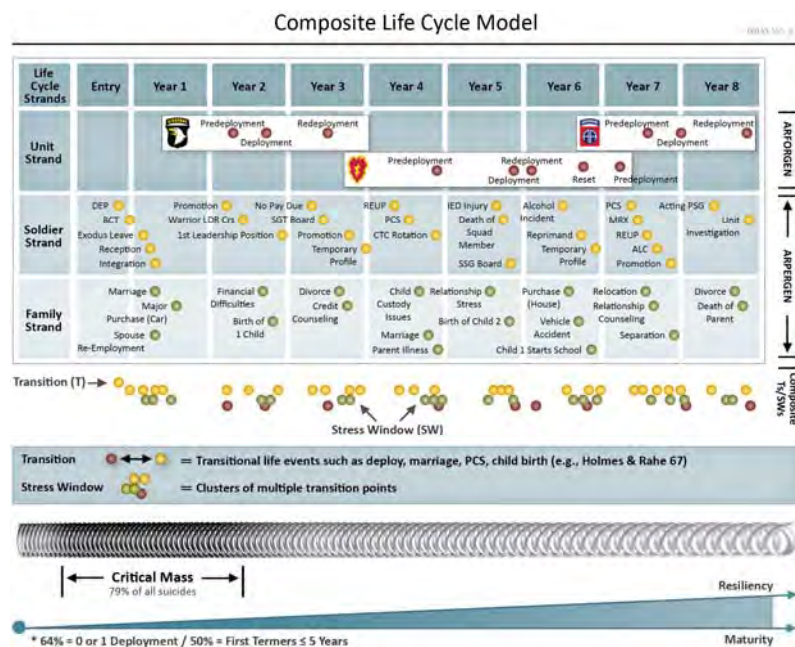 Composite Life Cycle Model
Life Cycle Strands
Entry
Year 1
Year 2
Year 3
Year 4
Year 5
Year 6
Year 7
Year 8
Unit Strand
Predeployment
Redeployment
Deployment
Predeployment
Redeployment
Deployment
Predeployment
Redeployment
Deployment
Reset
Predeployment
ARFORGEN
Soldier Strand
DEP
BCT
Exodus Leave
Reception
Integration
Promotion
Warrior LDR Crs
1st Leadership Position
No Pay Due
SGT Board
Promotion
Temporary Profile
REUP
PCS
CTC Rotation
IED Injury
Death of Squad Member
SSG Board
Alcohol Incident
Reprimand
Temporary Profile
PCS
MRX
REUP
ALC
Promotion
Acting PSG
Unit Investigation
ARPERGEN
Family Strand
Marriage
Major Purchase (Car)
Spouse Re-Employment
Financial Difficulties
Birth of 1 Child
Divorce
Credit Counseling
Child Custody Issues
Marriage
Parent Illness
Relationship Stress
Birth of Child 2
Purchase (House)
Vehicle Accident
Child 1 Starts School
Relocation
Relationship Counseling
Separation
Divorce
Death of Parent
Transition (T)
Stress Window (SW)
Composite Ts/SWs
Transition
= Transitional life events such as deploy, marriage, PCS, child birth (e.g., Holmes & Rahe 67)
Stress Window
= Clusters of multiple transition points
Critical Mass
79% of all suicides
Resiliency
Maturity
* 64% = 0 or 1 Deployment / 50% = First Termers ≤ 5 Years